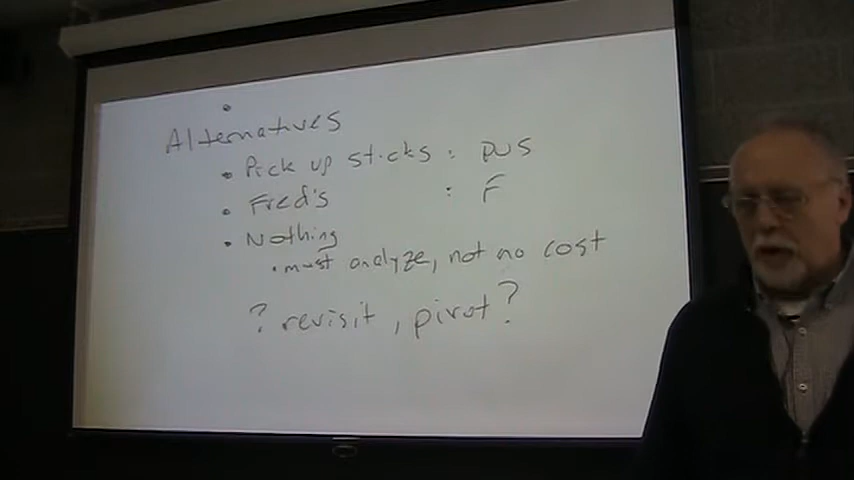 Alternatives
• Pick up sticks : PUS
• Fred's : F
• Nothing
• must analyze, not no cost
? revisit, pivot?